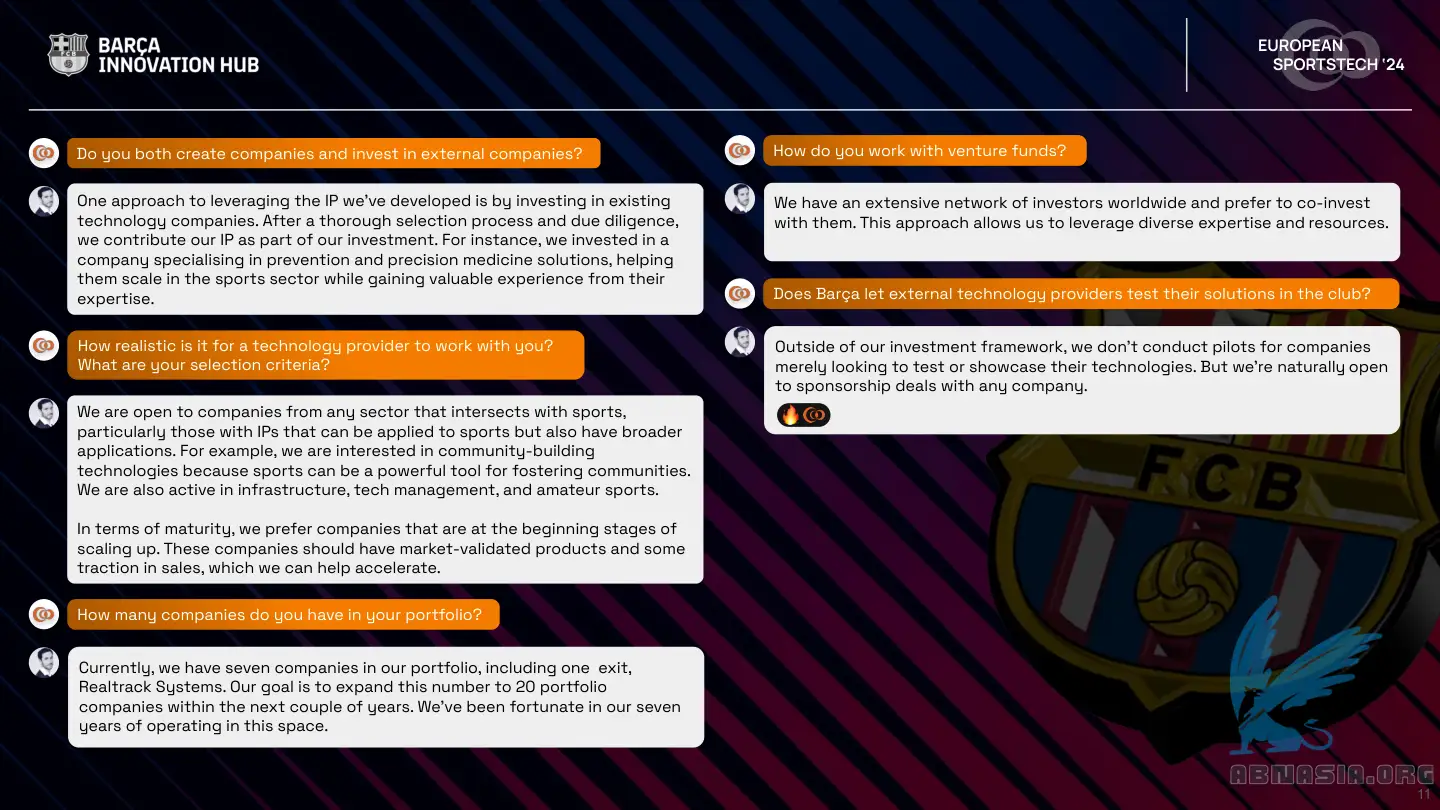 BARÇA
INNOVATION HUB
FCB
EUROPEAN
SPORTSTECH ‘24
Do you both create companies and invest in external companies?
One approach to leveraging the IP we’ve developed is by investing in existing
technology companies. After a thorough selection process and due diligence,
we contribute our IP as part of our investment. For instance, we invested in a
company specialising in prevention and precision medicine solutions, helping
them scale in the sports sector while gaining valuable experience from their
expertise.
How realistic is it for a technology provider to work with you?
What are your selection criteria?
We are open to companies from any sector that intersects with sports,
particularly those with IPs that can be applied to sports but also have broader
applications. For example, we are interested in community-building
technologies because sports can be a powerful tool for fostering communities.
We are also active in infrastructure, tech management, and amateur sports.
In terms of maturity, we prefer companies that are at the beginning stages of
scaling up. These companies should have market-validated products and some
traction in sales, which we can help accelerate.
How many companies do you have in your portfolio?
Currently, we have seven companies in our portfolio, including one  exit,
Realtrack Systems. Our goal is to expand this number to 20 portfolio
companies within the next couple of years. We’ve been fortunate in our seven
years of operating in this space.
How do you work with venture funds?
We have an extensive network of investors worldwide and prefer to co-invest
with them. This approach allows us to leverage diverse expertise and resources.
Does Barça let external technology providers test their solutions in the club?
Outside of our investment framework, we don’t conduct pilots for companies
merely looking to test or showcase their technologies. But we’re naturally open
to sponsorship deals with any company.
FCB
ABNASIA.ORG
11